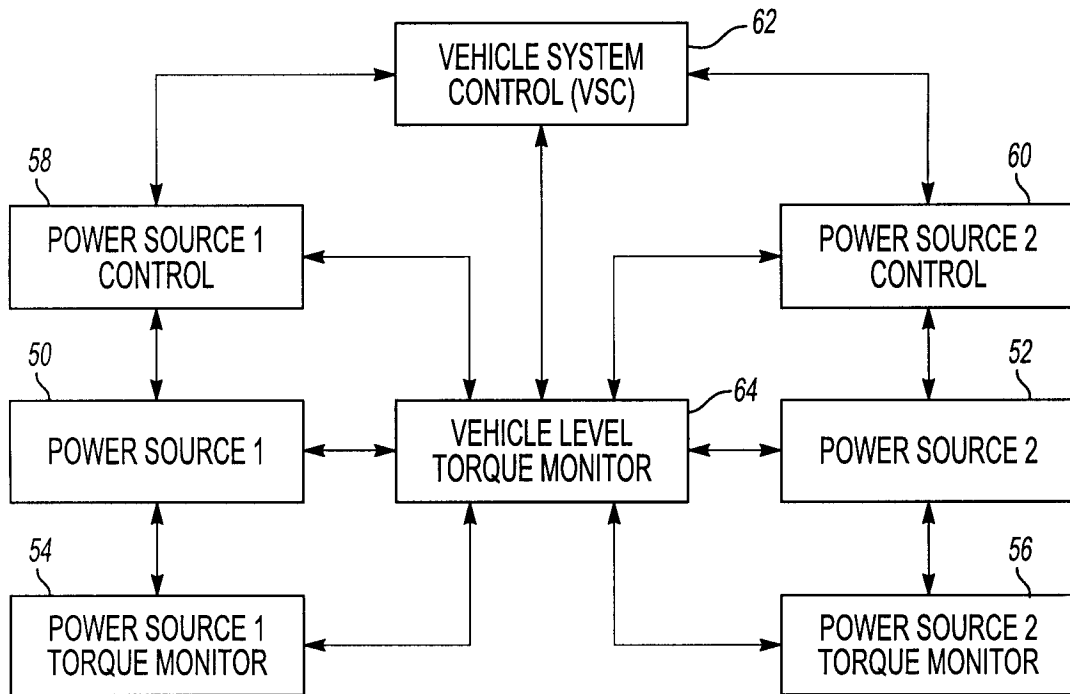 62
VEHICLE SYSTEM
CONTROL (VSC)
58
POWER SOURCE 1
CONTROL
60
POWER SOURCE 2
CONTROL
50
POWER SOURCE 1
64
VEHICLE LEVEL
TORQUE MONITOR
52
POWER SOURCE 2
54
POWER SOURCE 1
TORQUE MONITOR
56
POWER SOURCE 2
TORQUE MONITOR